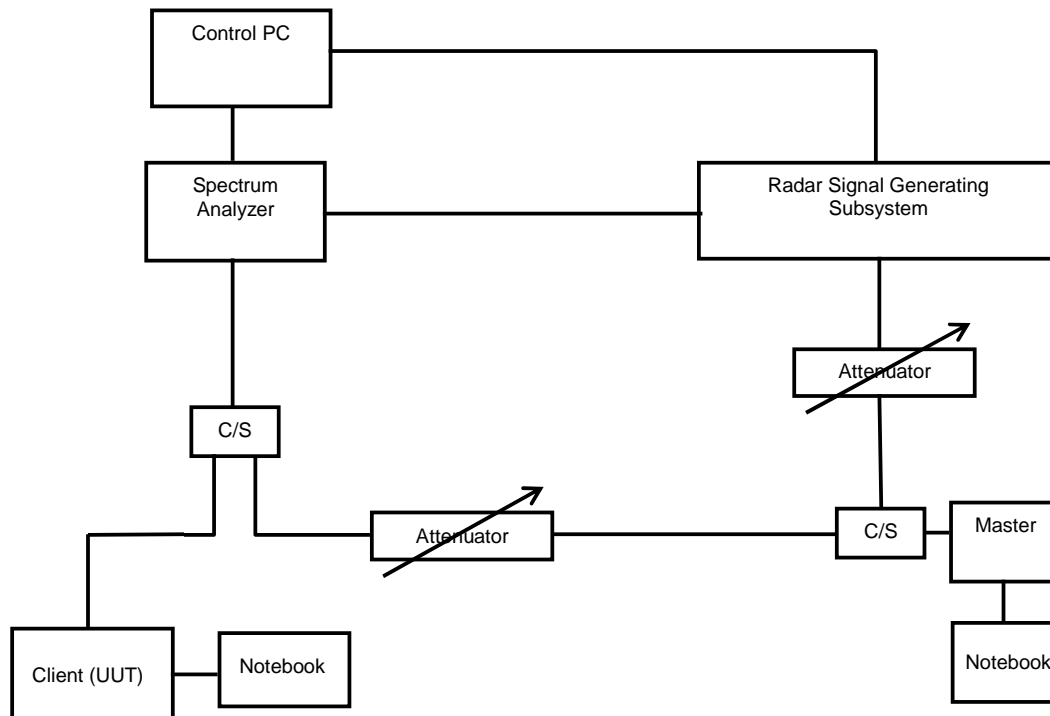 Control PC
Spectrum
Analyzer
Radar Signal Generating
Subsystem
Attenuator
C/S
Attenuator
C/S
Master
Client (UUT)
Notebook
Notebook